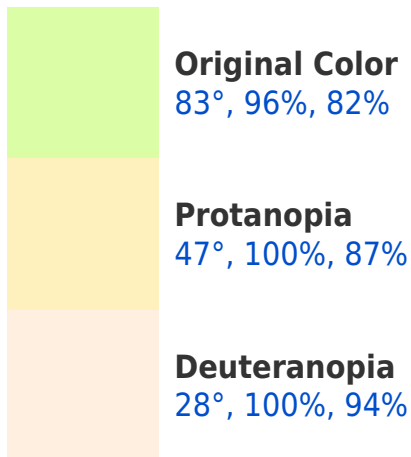 Original Color
83°, 96%, 82%
Protanopia
47°, 100%, 87%
Deuteranopia
28°, 100%, 94%